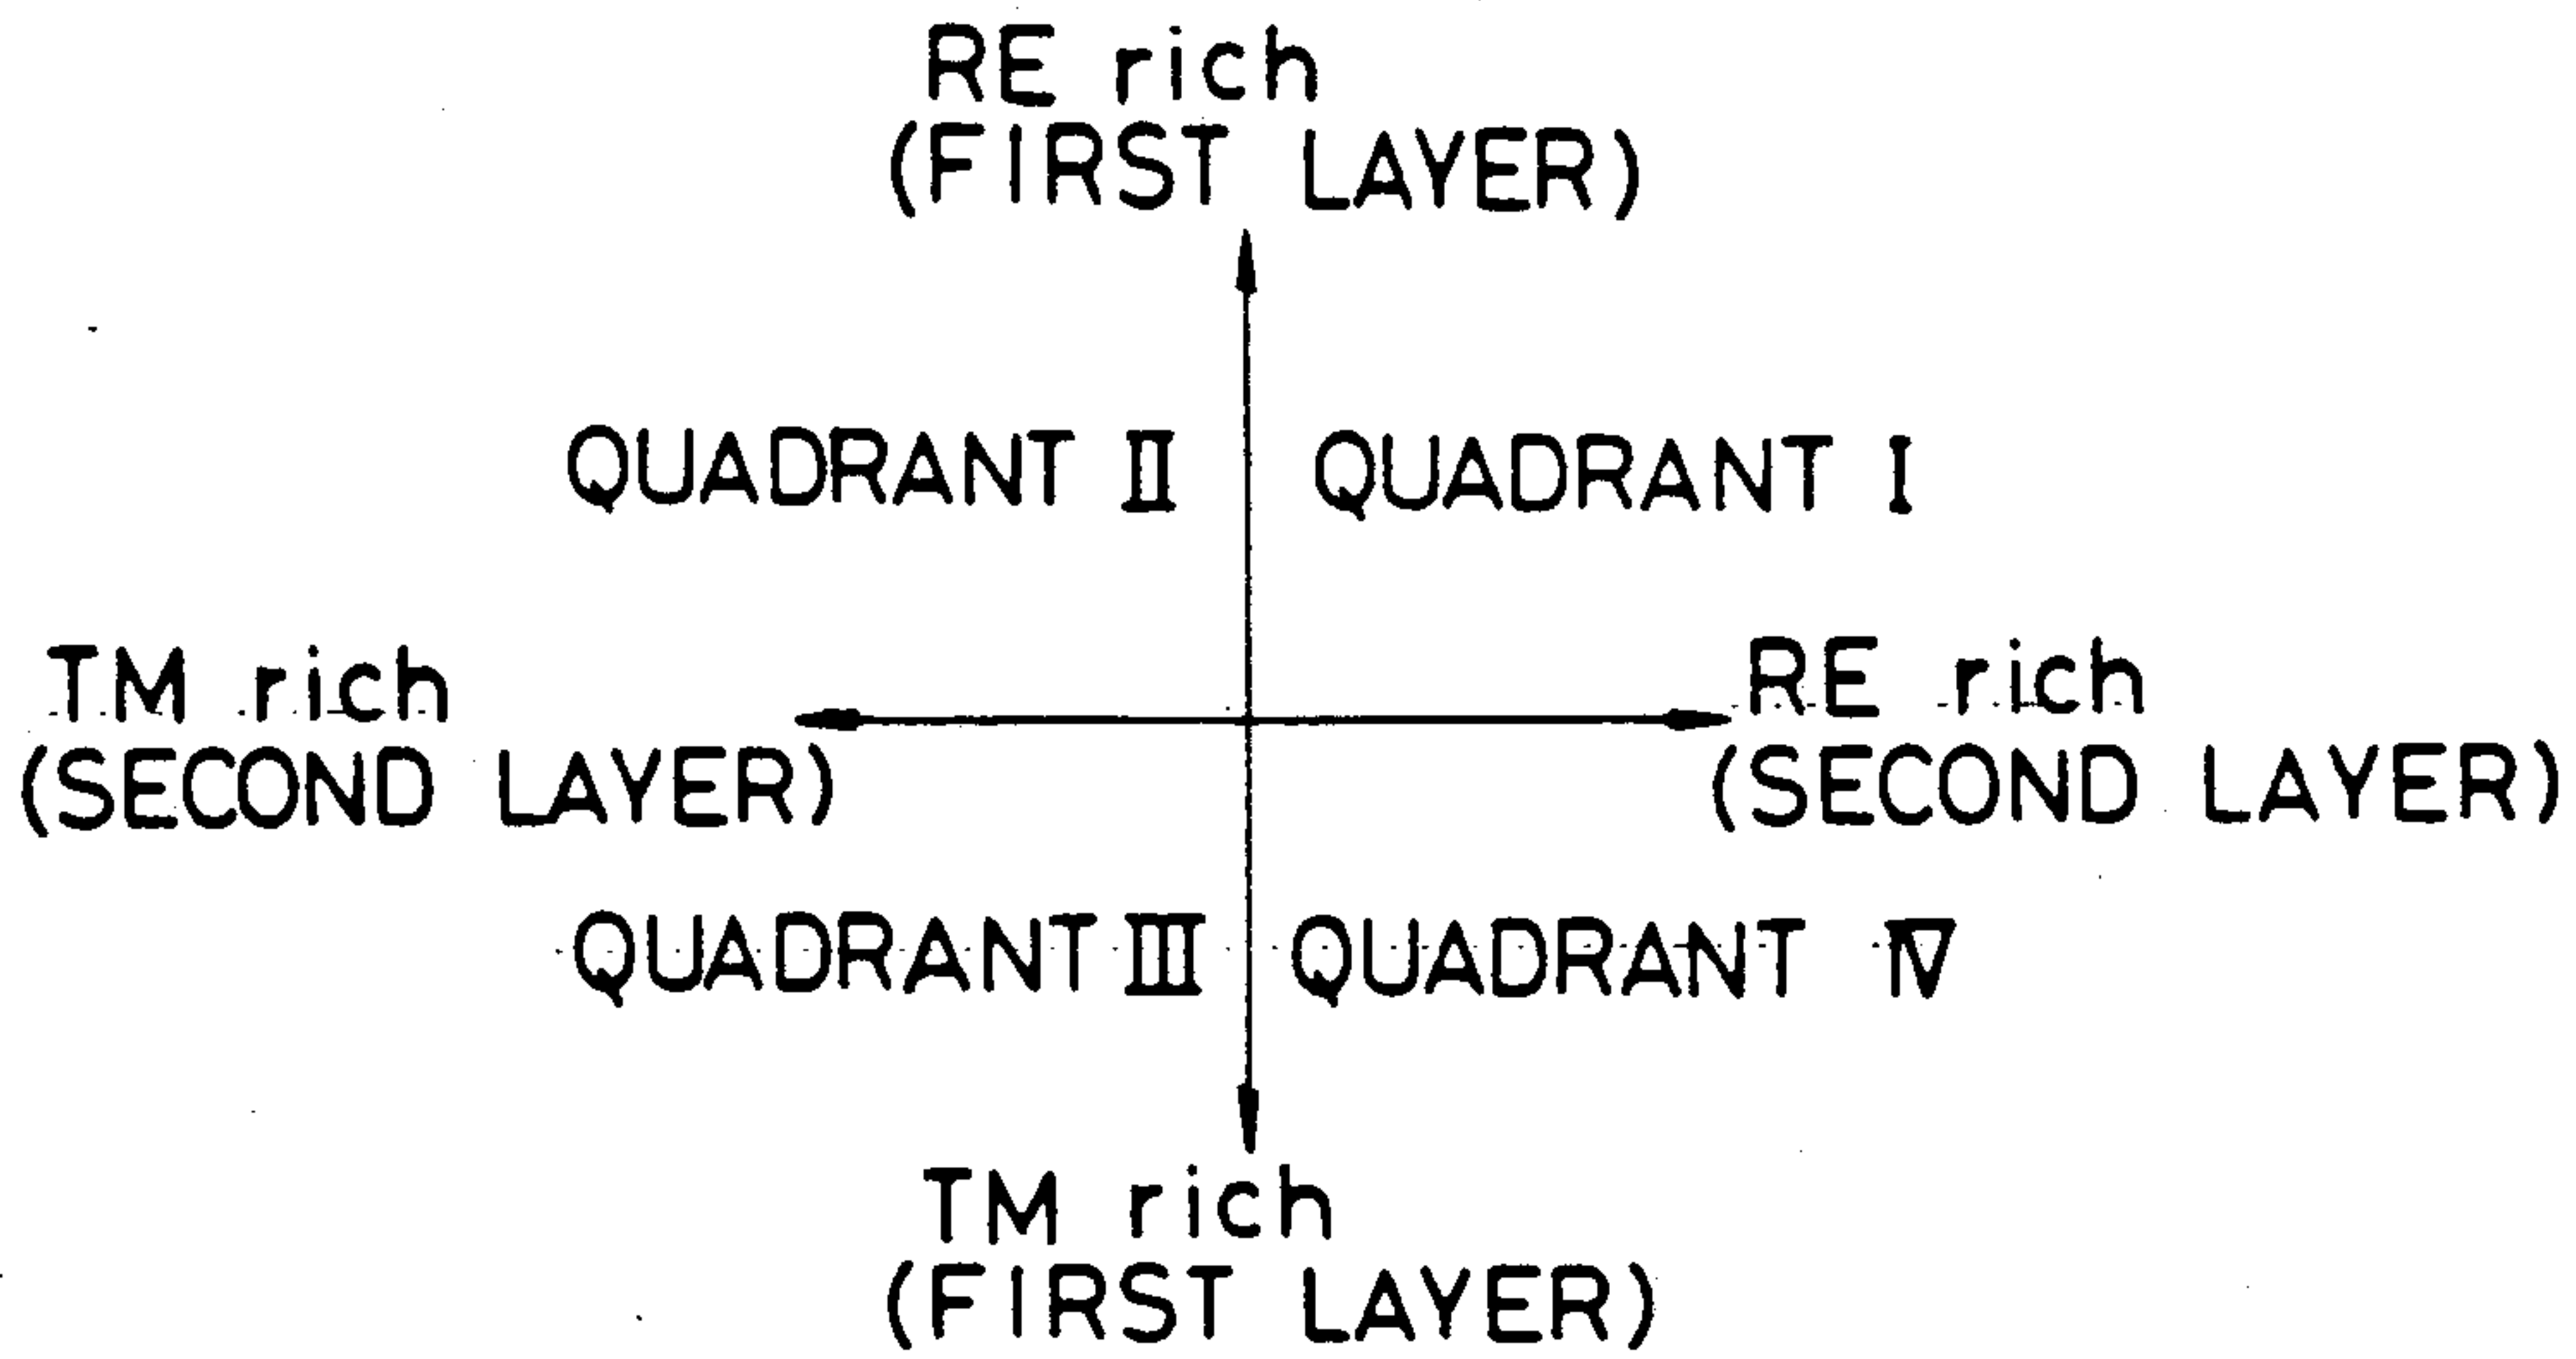 RE rich
(FIRST LAYER)
QUADRANT II
QUADRANT I
TM rich
(SECOND LAYER)
RE rich
(SECOND LAYER)
QUADRANT III
QUADRANT IV
TM rich
(FIRST LAYER)